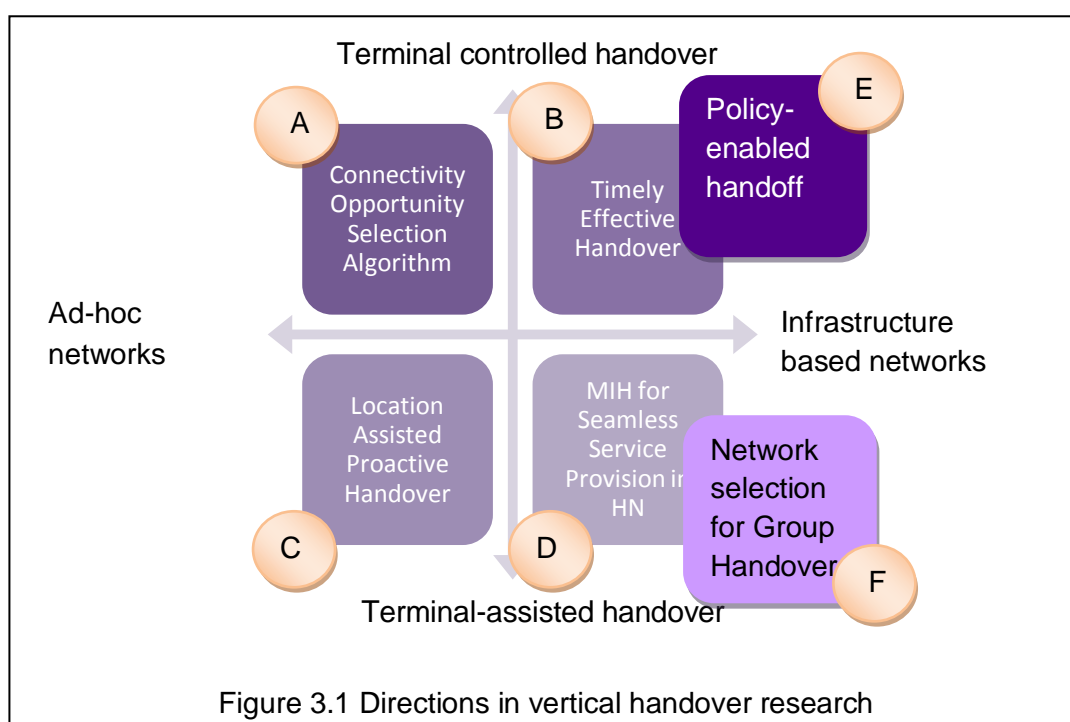 Terminal controlled handover
A
B
E
Connectivity
Opportunity
Selection
Algorithm
Timely
Effective
Handover
Policy-
enabled
handoff
Ad-hoc
networks
Infrastructure
based networks
Location
Assisted
Proactive
Handover
MIH for
Seamless
Service
Provision in
HN
Network
selection
for Group
Handover
C
D
F
Terminal-assisted handover
Figure 3.1 Directions in vertical handover research